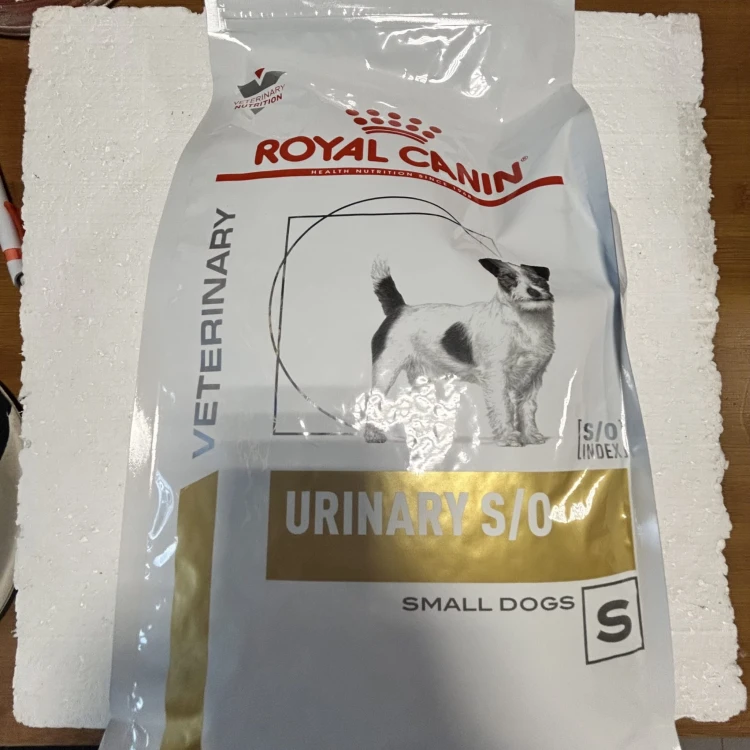 VETERINARY
NUTRITION
ROYAL CANIN
HEALTH NUTRITION SINCE 1968
VETERINARY
S/O
INDEX
URINARY S/O
SMALL DOGS
S